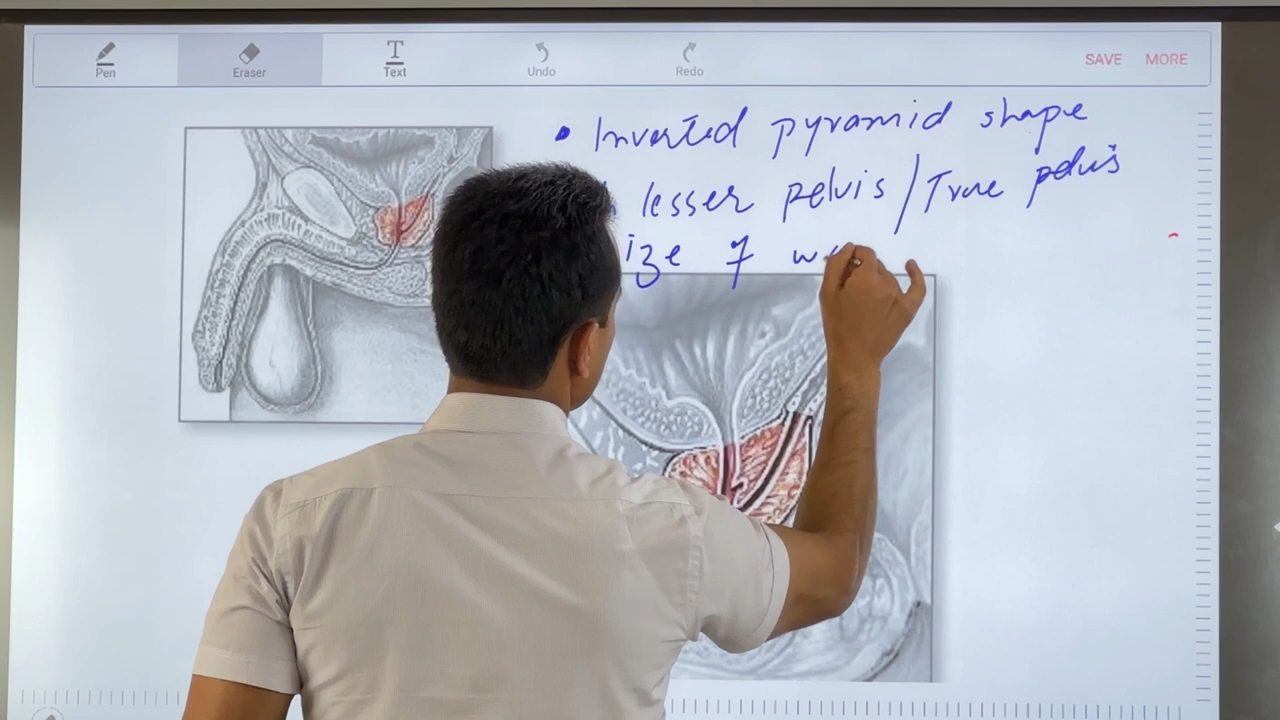 Pen Eraser Text Undo Redo SAVE MORE
• Inverted pyramid shape
lesser pelvis / True pelvis
ize of